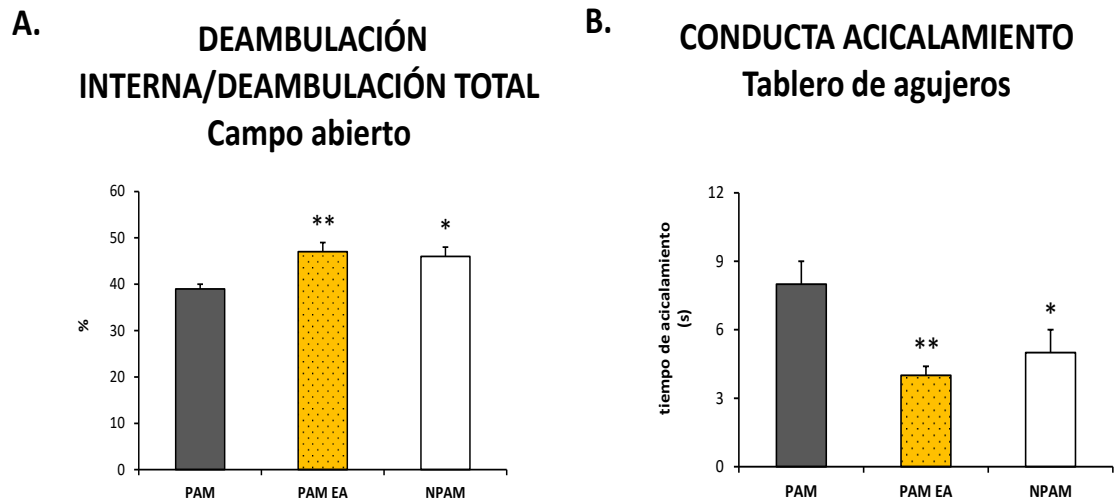 A.
DEAMBULACIÓN
INTERNA/DEAMBULACIÓN TOTAL
Campo abierto
%
60
50
40
30
20
10
0
**
*
PAM
PAM EA
NPAM
B.
CONDUCTA ACICALAMIENTO
Tablero de agujeros
tiempo de acicalamiento
(s)
12
9
6
3
0
**
*
PAM
PAM EA
NPAM